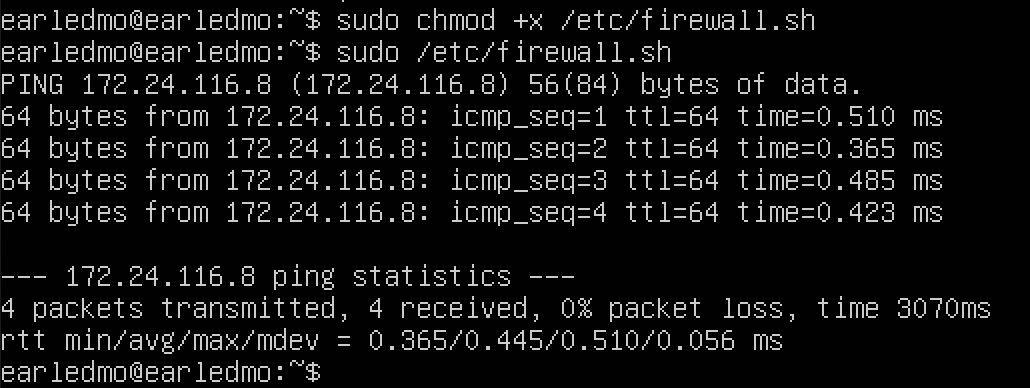 earledmo@earledmo:~$ sudo chmod +x /etc/firewall.sh
earledmo@earledmo:~$ sudo /etc/firewall.sh
PING 172.24.116.8 (172.24.116.8) 56(84) bytes of data.
64 bytes from 172.24.116.8: icmp_seq=1 ttl=64 time=0.510 ms
64 bytes from 172.24.116.8: icmp_seq=2 ttl=64 time=0.365 ms
64 bytes from 172.24.116.8: icmp_seq=3 ttl=64 time=0.485 ms
64 bytes from 172.24.116.8: icmp_seq=4 ttl=64 time=0.423 ms
--- 172.24.116.8 ping statistics ---
4 packets transmitted, 4 received, 0% packet loss, time 3070ms
rtt min/avg/max/mdev = 0.365/0.445/0.510/0.056 ms
earledmo@earledmo:~$